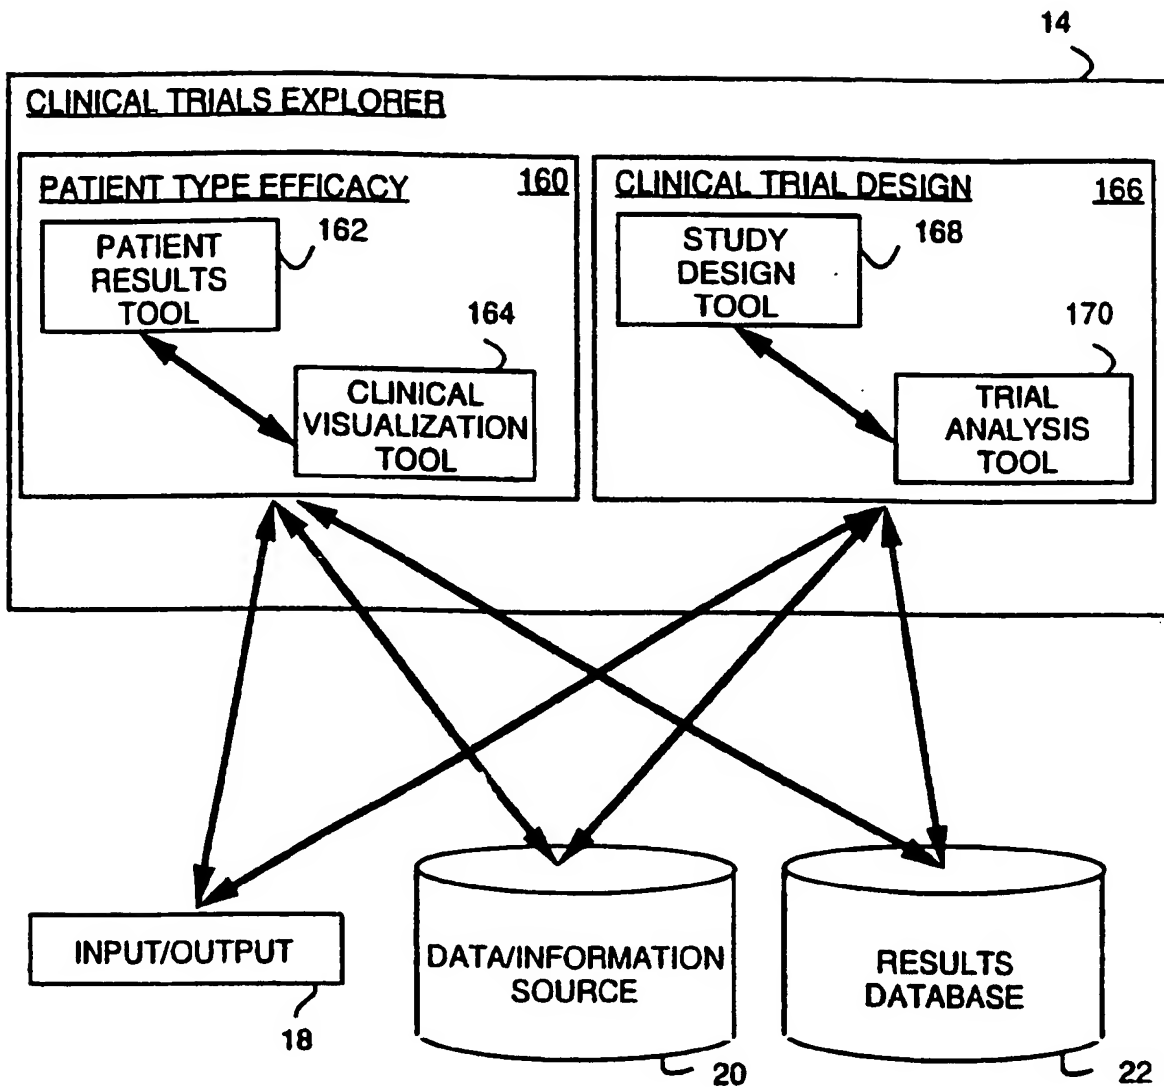 14
CLINICAL TRIALS EXPLORER
PATIENT TYPE EFFICACY
160
PATIENT
RESULTS
TOOL
162
164
CLINICAL
VISUALIZATION
TOOL
CLINICAL TRIAL DESIGN
166
STUDY
DESIGN
TOOL
168
170
TRIAL
ANALYSIS
TOOL
INPUT/OUTPUT
18
DATA/INFORMATION
SOURCE
20
RESULTS
DATABASE
22